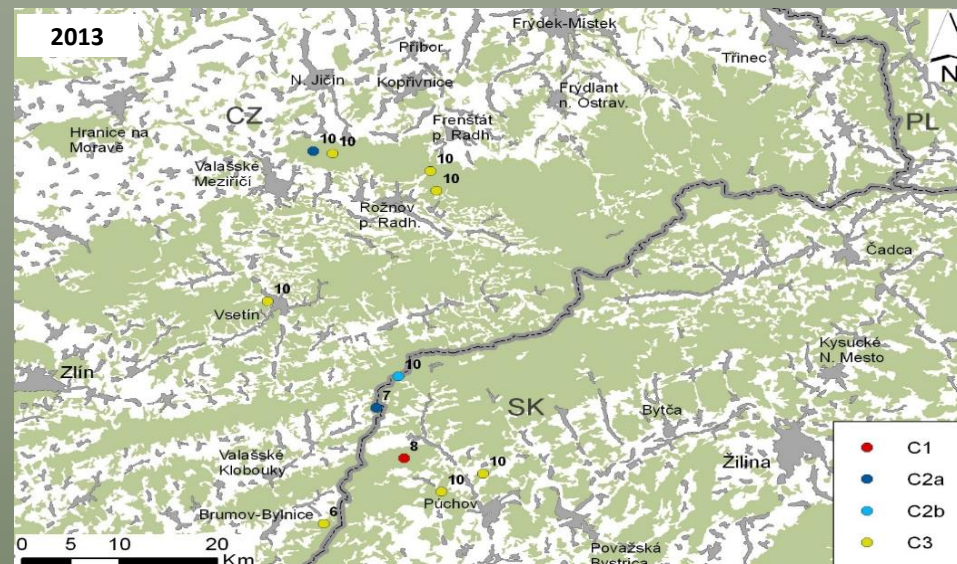 2013
Frýdek-Místek
Příbor
N. Jičín
Kopřivnice
Třinec
N
CZ
Frýdlant
n. Ostrav.
Hranice na
Moravě
Frenštát
p. Radh.
PL
10
10
Valašské
Meziříčí
10
10
Rožnov
p. Radh.
Čadca
10
Vsetín
Kysucké
N. Mesto
Zlín
10
7
SK
Bytča
Valašské
Klobouky
8
10
Žilina
10
Púchov
Brumov-Bylnice
6
Považská
Bystrica
0 5 10 20
Km
C1
C2a
C2b
C3